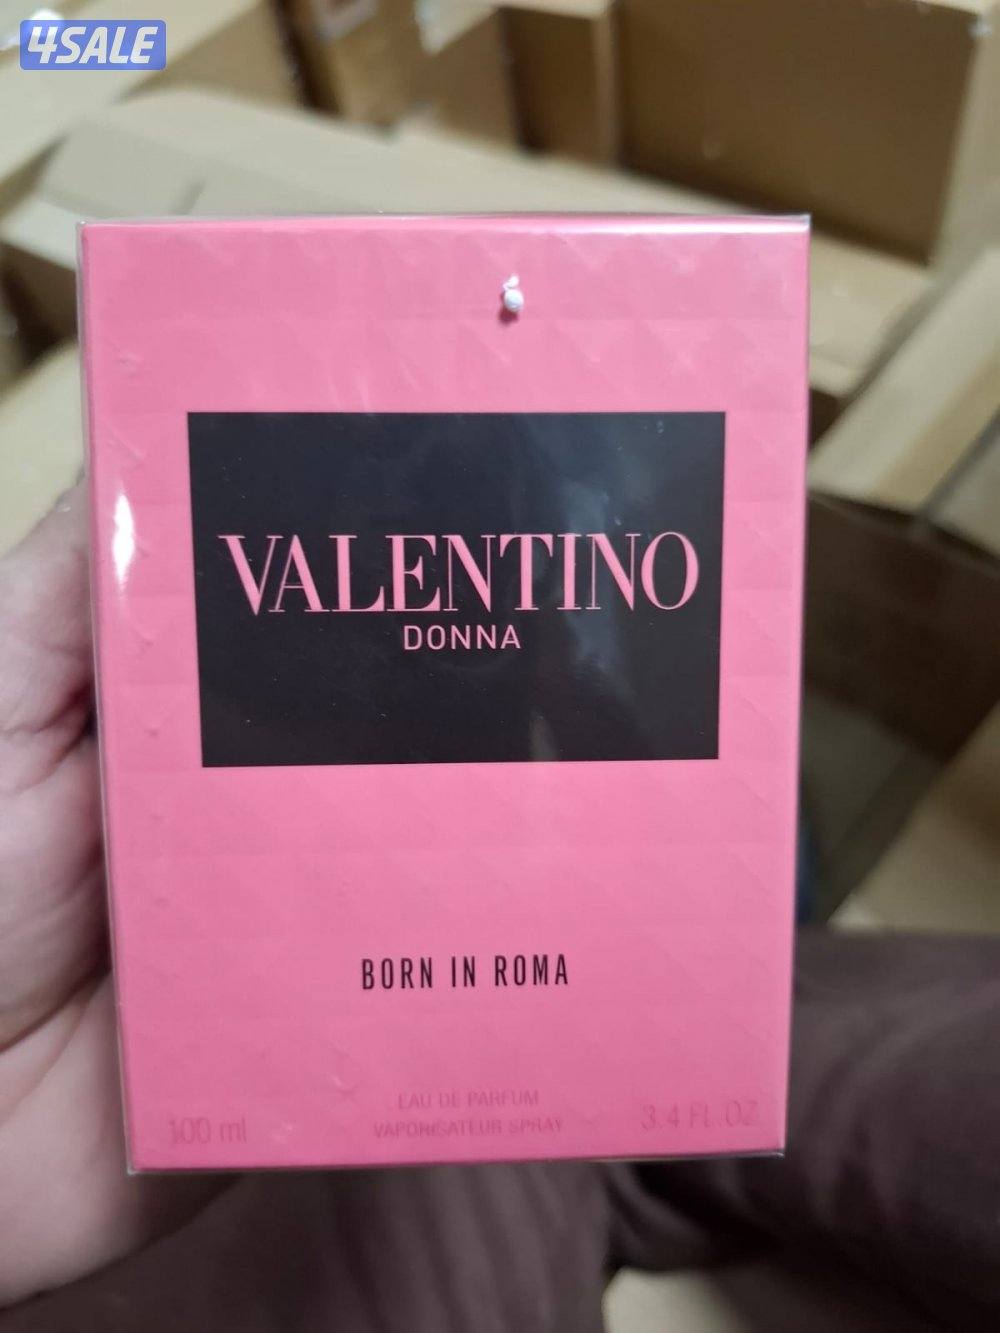 4SALE
VALENTINO
DONNA
BORN IN ROMA
EAU DE PARFUM
100 ml VAPORISATEUR SPRAY 3.4 FL.OZ